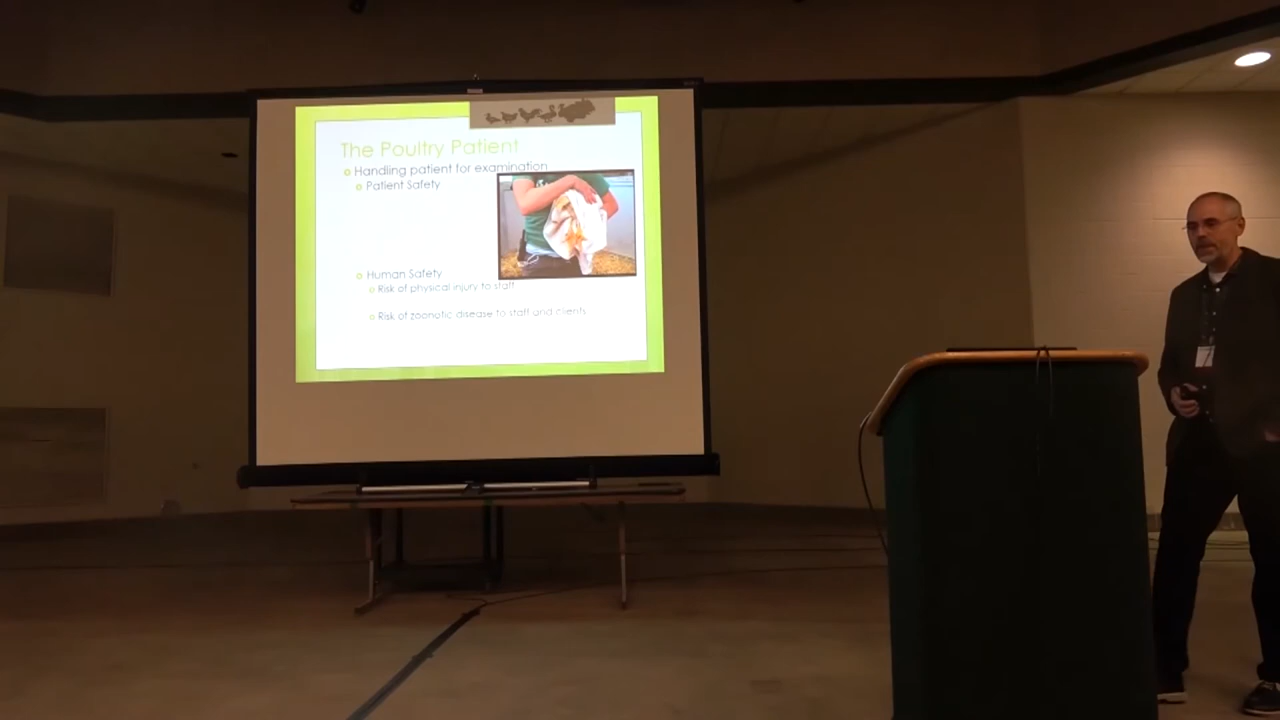 The Poultry Patient
Handling patient for examination
Patient Safety
Human Safety
Risk of physical injury to staff
Risk of zoonotic disease to staff and clients